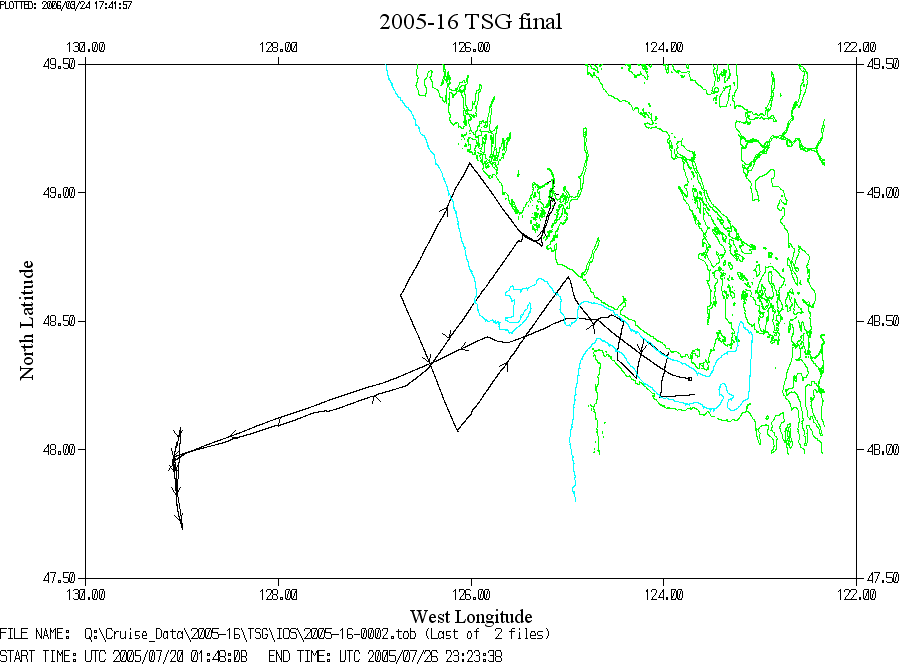 PLOTTED: 2006/03/24 17:41:57
2005-16 TSG final
130.00 128.00 126.00 124.00 122.00
49.50 49.50
49.00 49.00
48.50 48.50
48.00 48.00
47.50 47.50
North Latitude
130.00 128.00 126.00 124.00 122.00
West Longitude
FILE NAME: Q:\Cruise_Data\2005-16\TSG\IOS\2005-16-0002.tob (Last of 2 files)
START TIME: UTC 2005/07/20 01:48:08 END TIME: UTC 2005/07/26 23:23:38